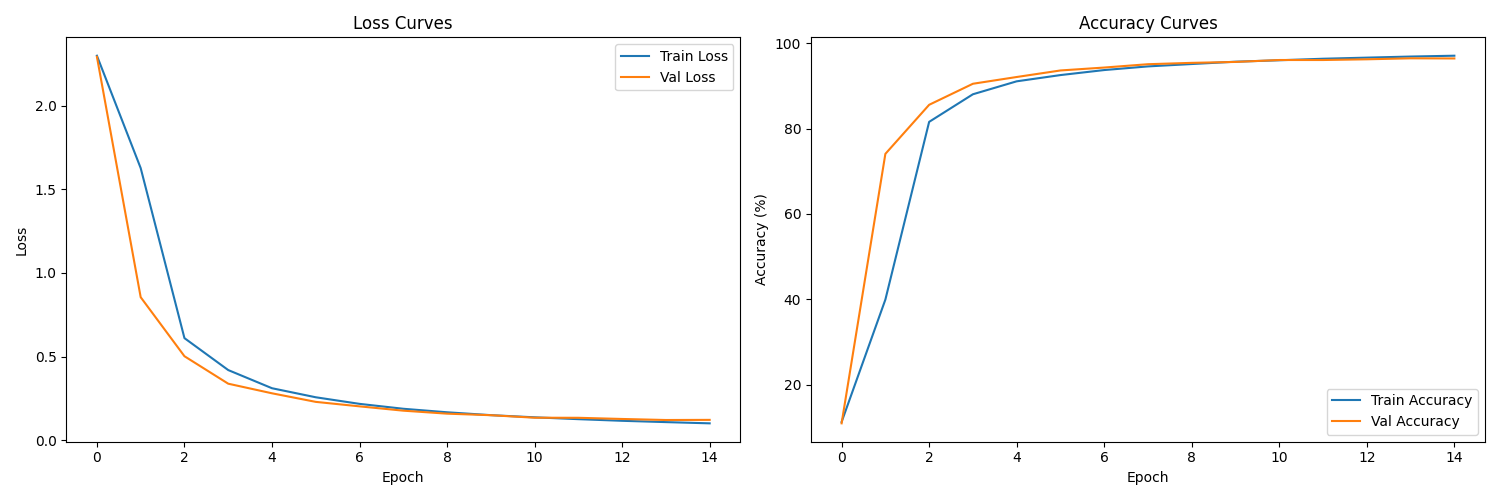 Loss Curves
Train Loss
Val Loss
2.0
1.5
1.0
0.5
0.0
Loss
0 2 4 6 8 10 12 14
Epoch
Accuracy Curves
100
80
60
40
20
Accuracy (%)
Train Accuracy
Val Accuracy
0 2 4 6 8 10 12 14
Epoch